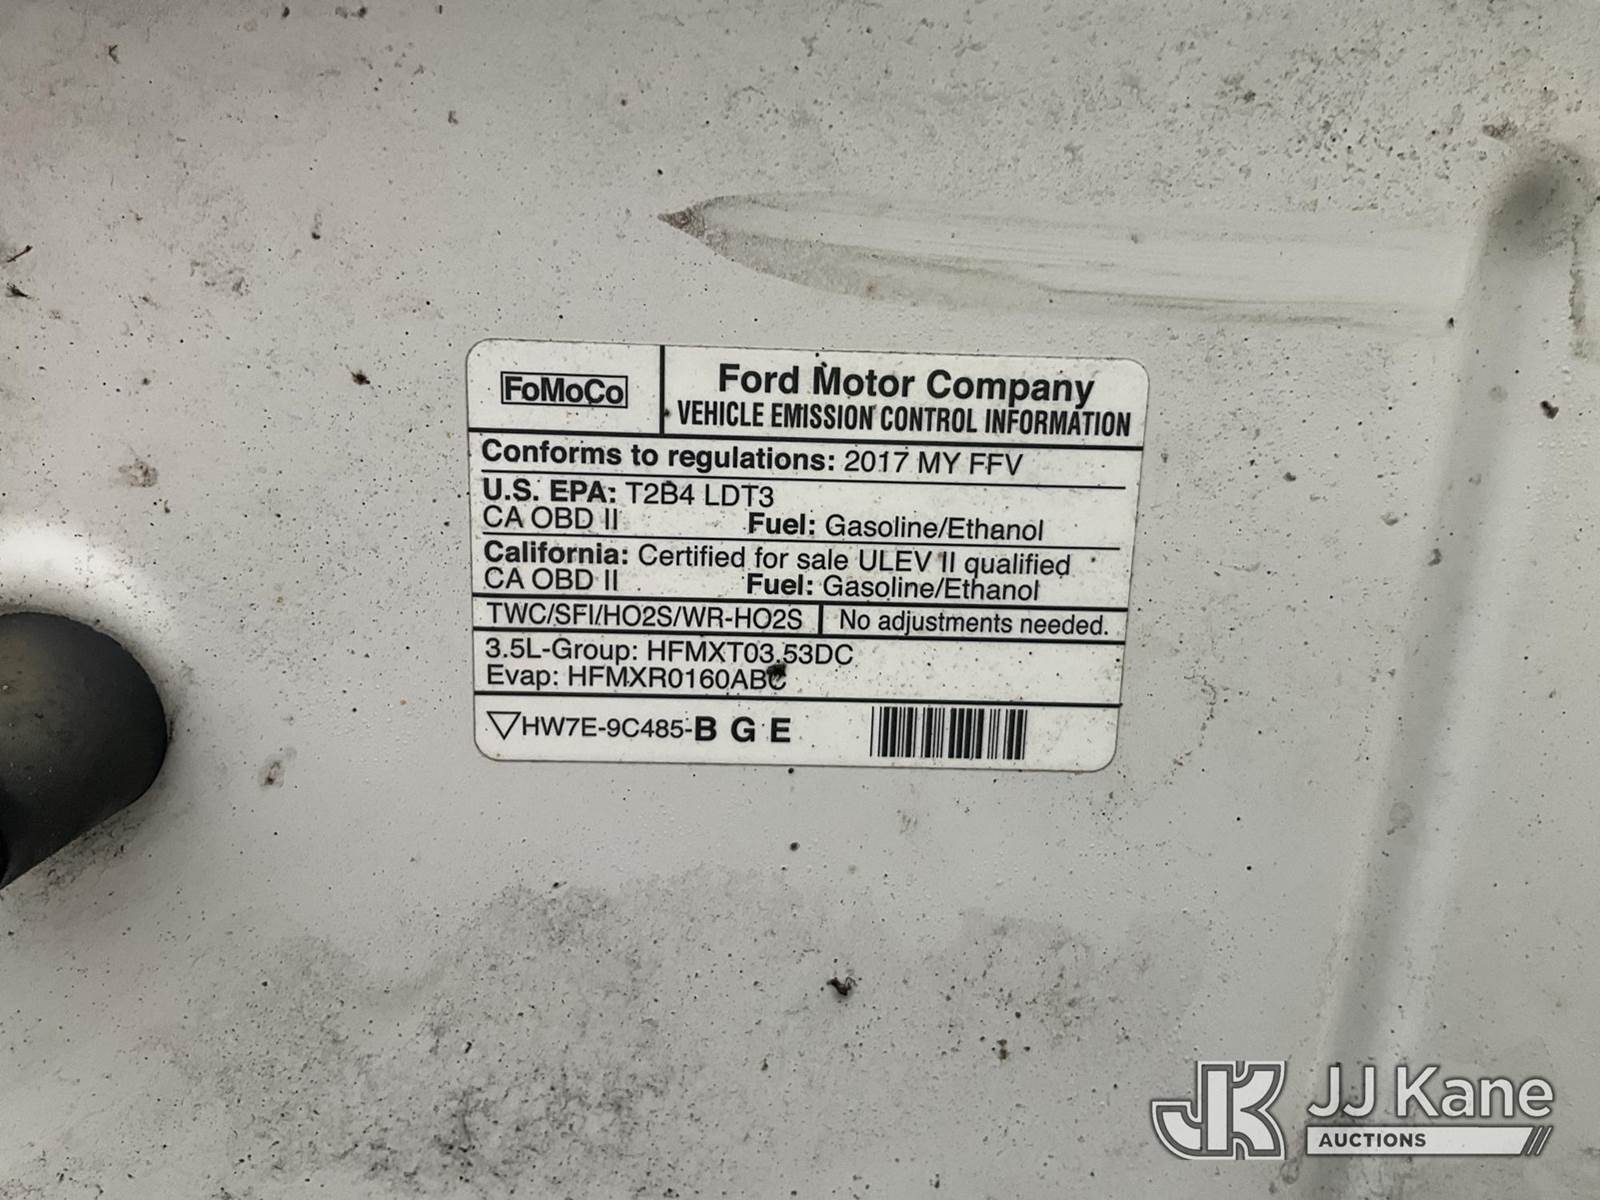 FoMoCo
Ford Motor Company
VEHICLE EMISSION CONTROL INFORMATION
Conforms to regulations: 2017 MY FFV
U.S. EPA: T2B4 LDT3
CA OBD II Fuel: Gasoline/Ethanol
California: Certified for sale ULEV II qualified
CA OBD II Fuel: Gasoline/Ethanol
TWC/SFI/HO2S/WR-HO2S No adjustments needed.
3.5L-Group: HFMXT03.53DC
Evap: HFMXR0160ABC
HW7E-9C485-B G E
JK JJ Kane
AUCTIONS